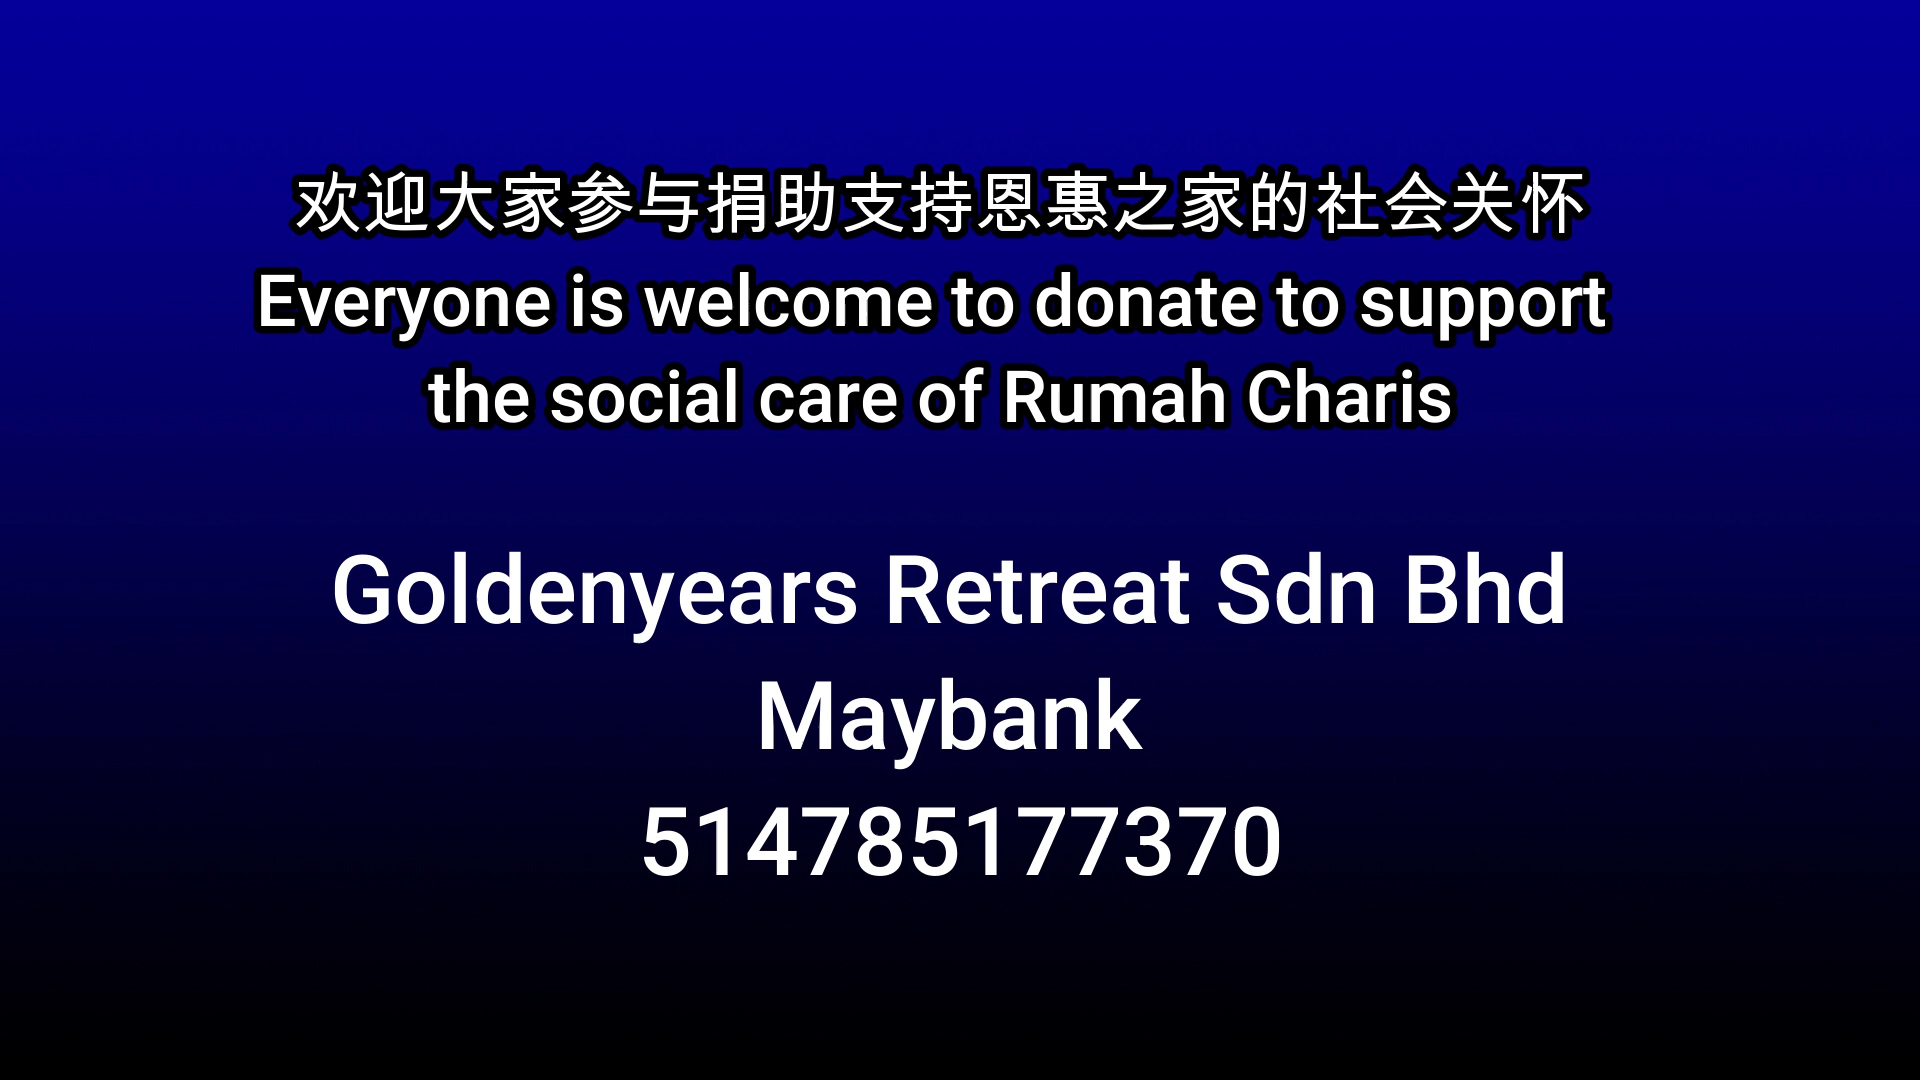 欢迎大家参与捐助支持恩惠之家的社会关怀
Everyone is welcome to donate to support
the social care of Rumah Charis
Goldenyears Retreat Sdn Bhd
Maybank
514785177370